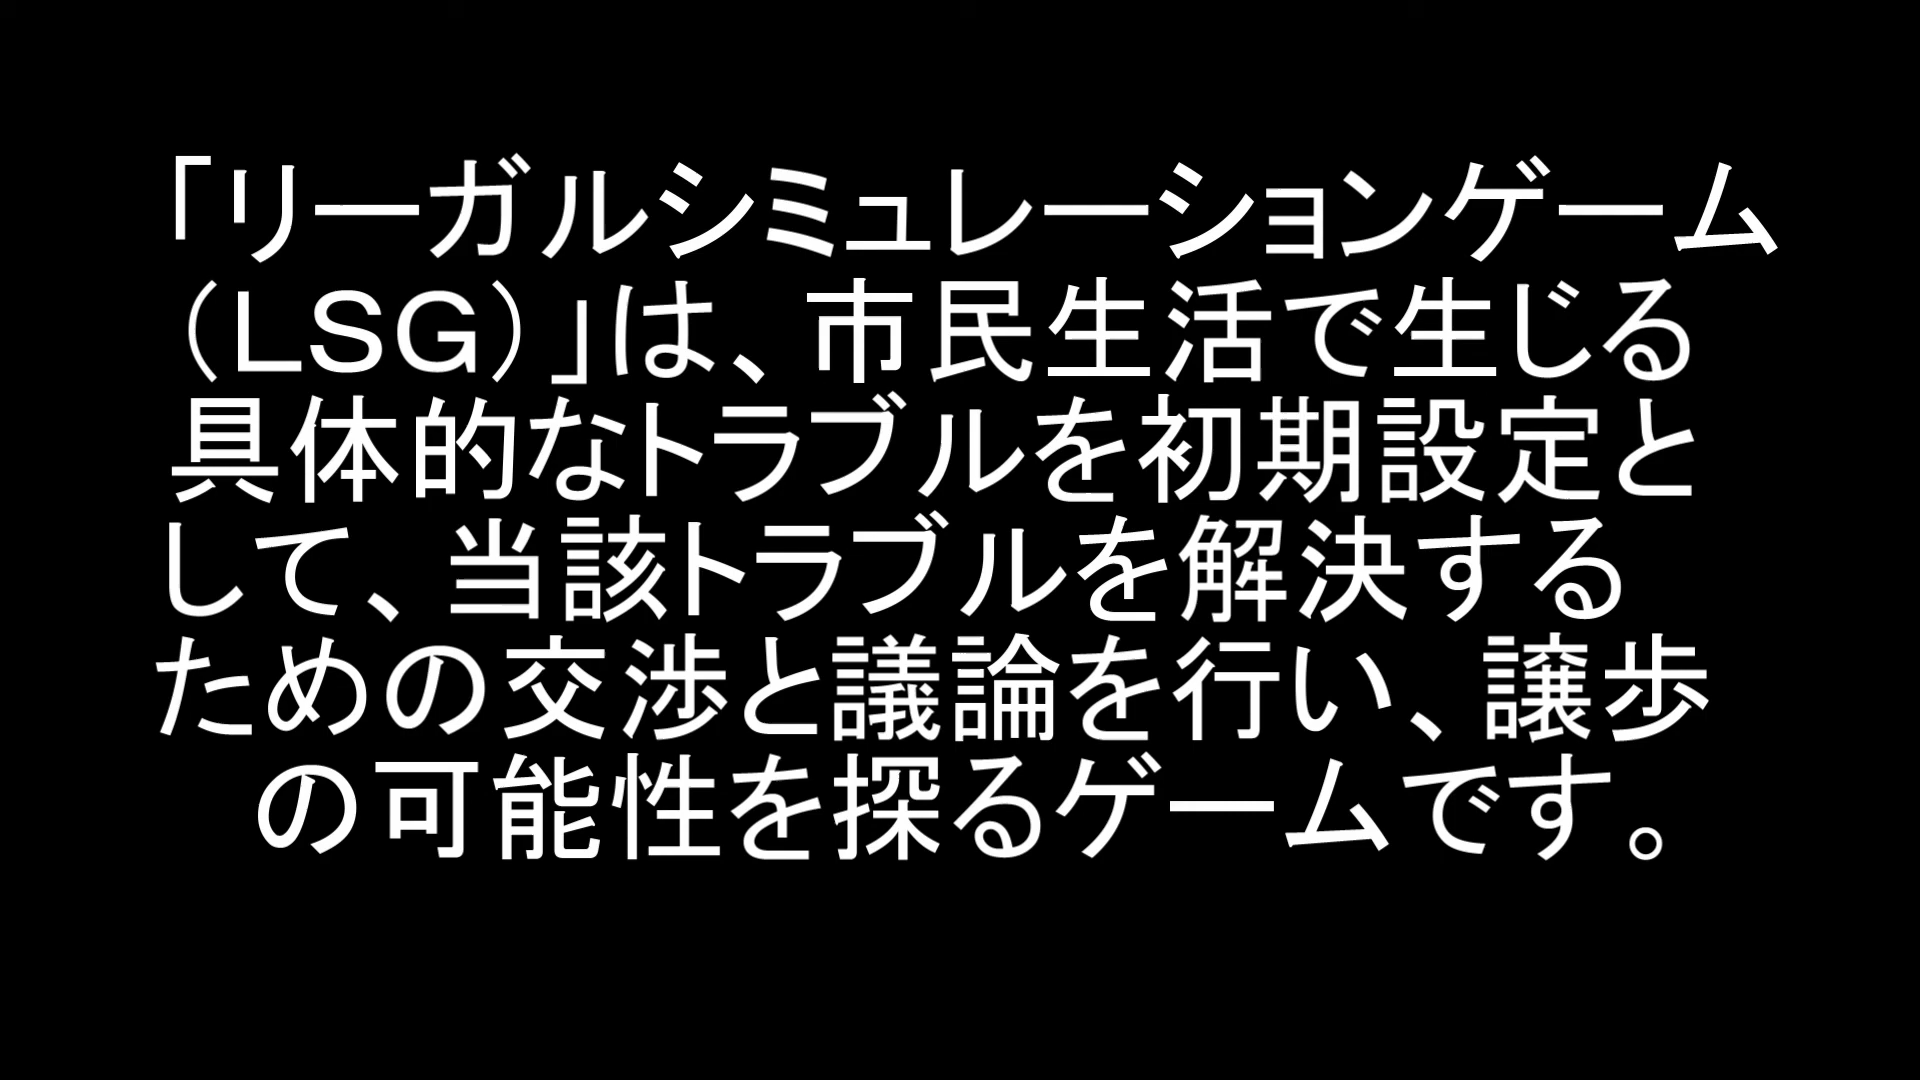 「リーガルシミュレーションゲーム
（ＬＳＧ）」は、市民生活で生じる
具体的なトラブルを初期設定と
して、当該トラブルを解決する
ための交渉と議論を行い、譲歩
の可能性を探るゲームです。